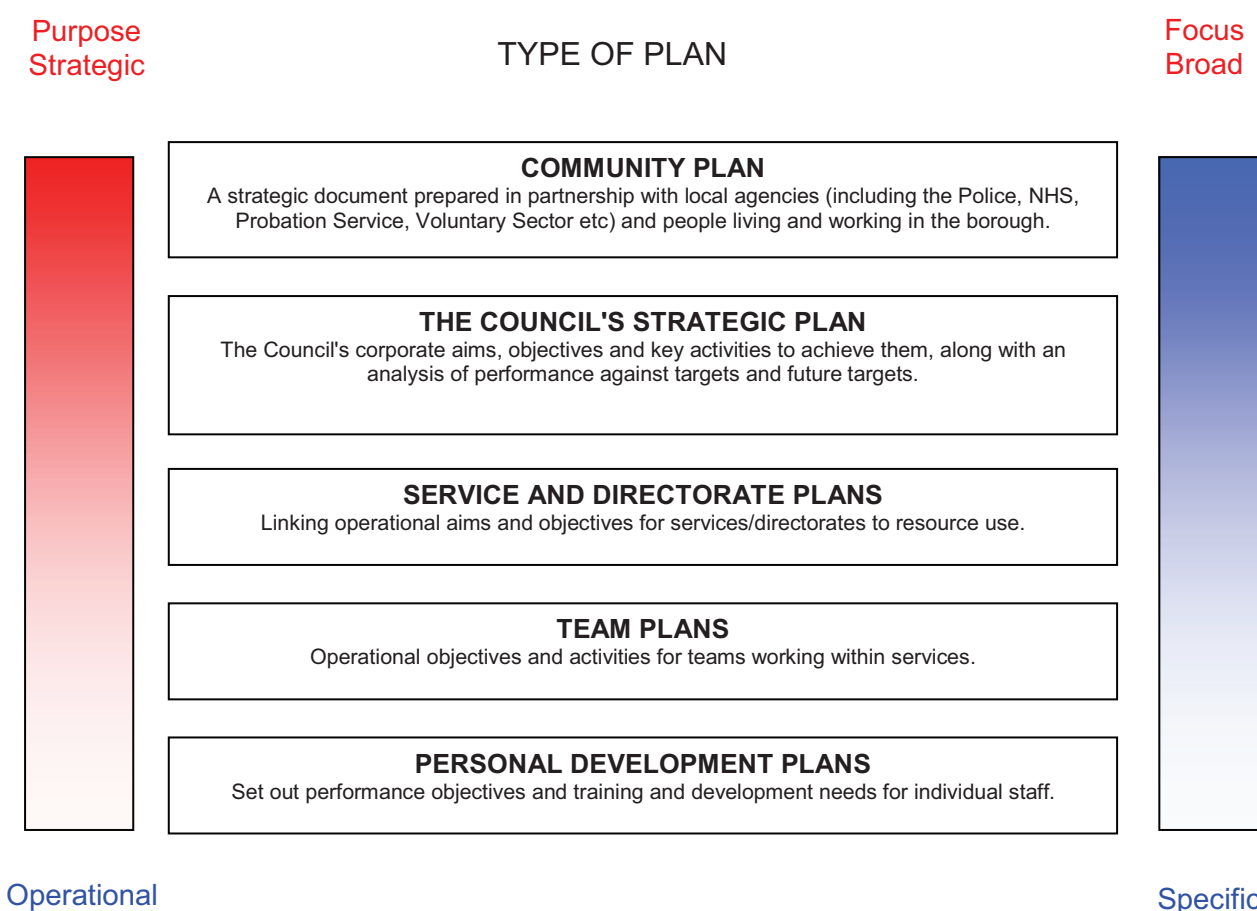 Purpose
Strategic
TYPE OF PLAN
Focus
Broad
COMMUNITY PLAN
A strategic document prepared in partnership with local agencies (including the Police, NHS,
Probation Service, Voluntary Sector etc) and people living and working in the borough.
THE COUNCIL'S STRATEGIC PLAN
The Council's corporate aims, objectives and key activities to achieve them, along with an
analysis of performance against targets and future targets.
SERVICE AND DIRECTORATE PLANS
Linking operational aims and objectives for services/directorates to resource use.
TEAM PLANS
Operational objectives and activities for teams working within services.
PERSONAL DEVELOPMENT PLANS
Set out performance objectives and training and development needs for individual staff.
Operational
Specific